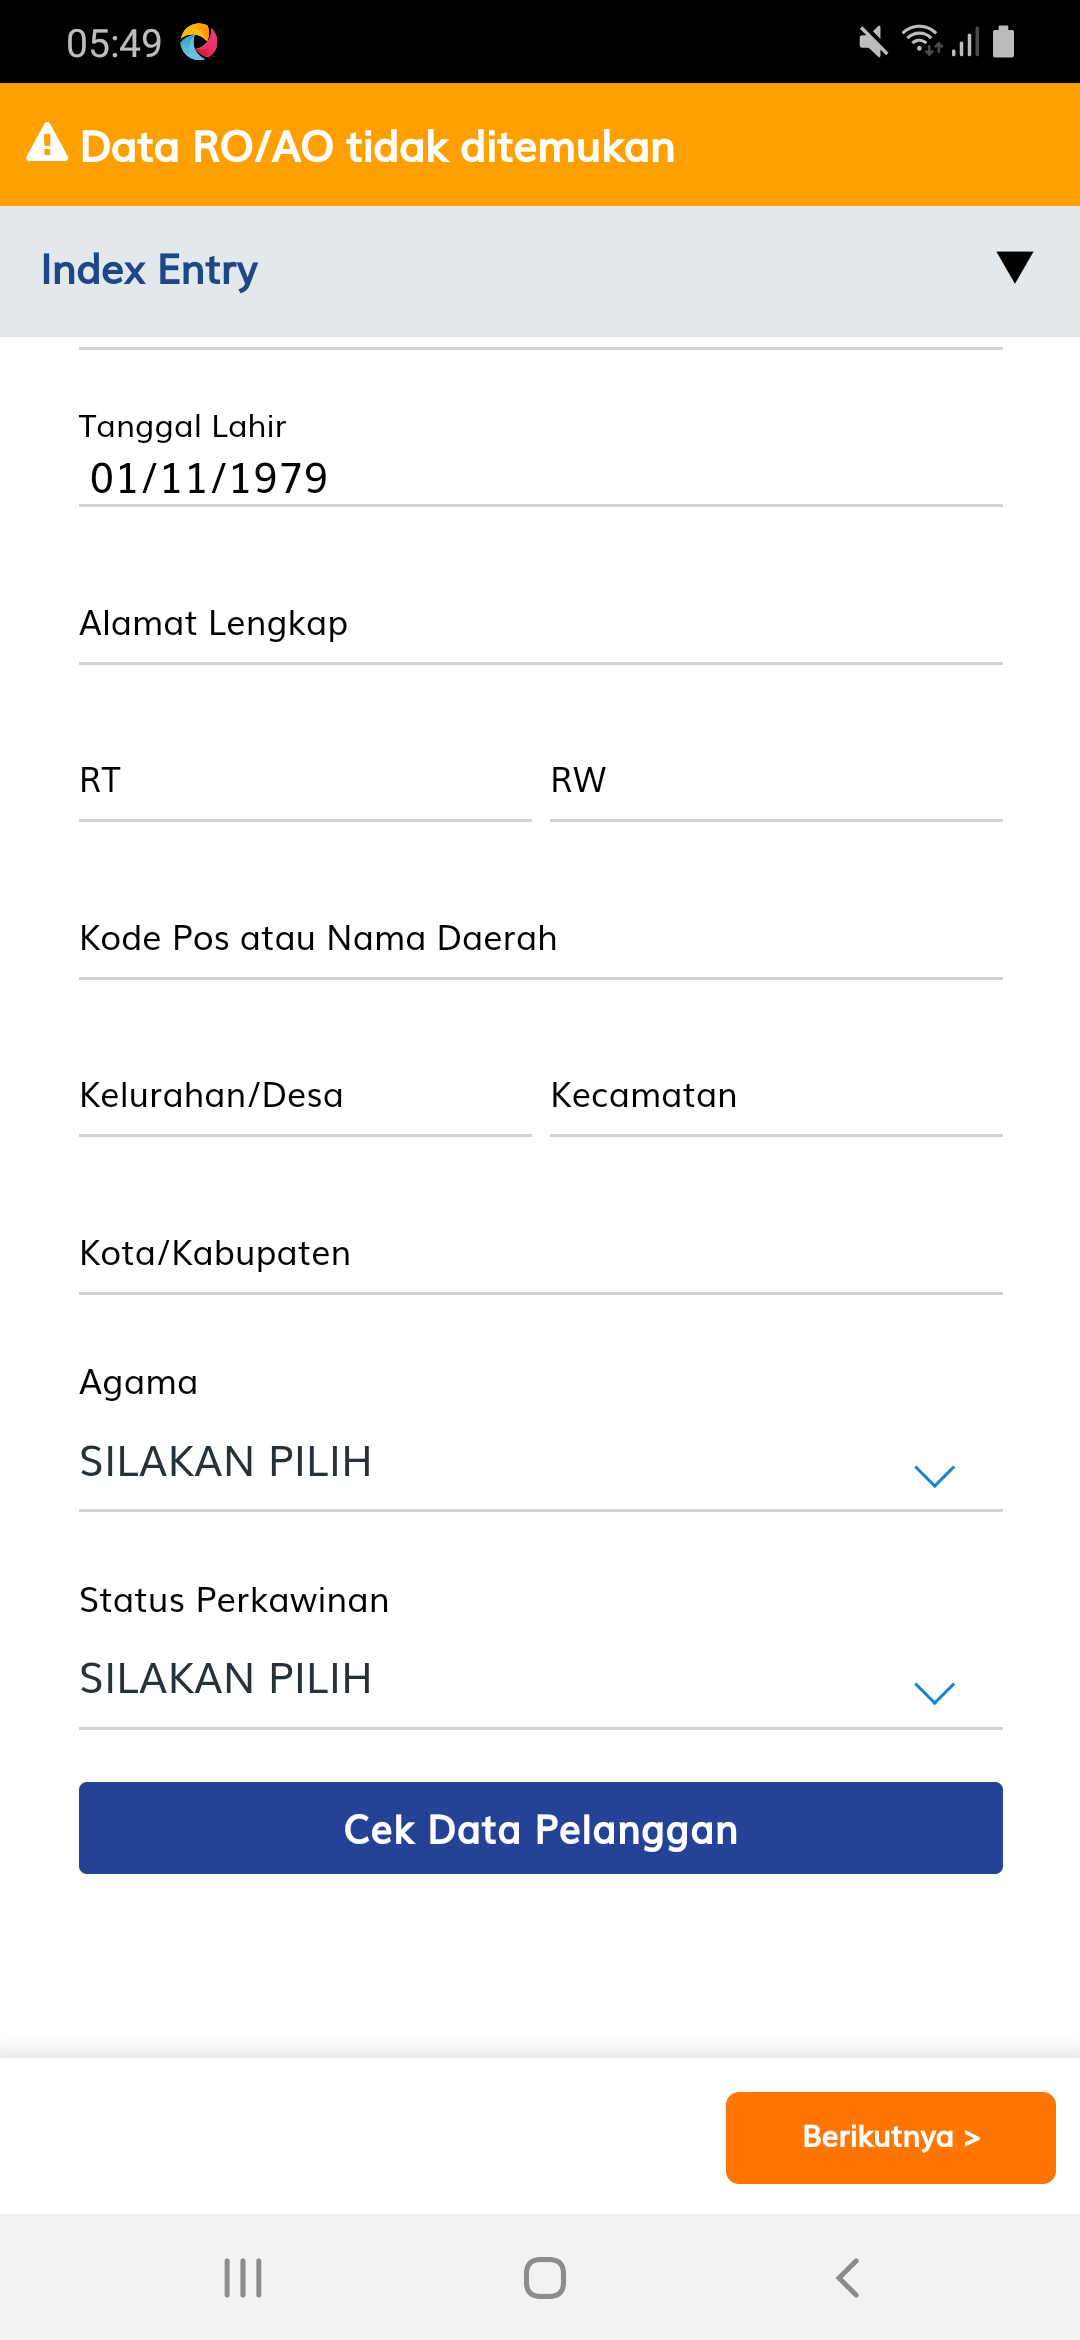 05:49
Data RO/AO tidak ditemukan
Index Entry
Tanggal Lahir
01/11/1979
Alamat Lengkap
RT RW
Kode Pos atau Nama Daerah
Kelurahan/Desa Kecamatan
Kota/Kabupaten
Agama
SILAKAN PILIH
Status Perkawinan
SILAKAN PILIH
Cek Data Pelanggan
Berikutnya >